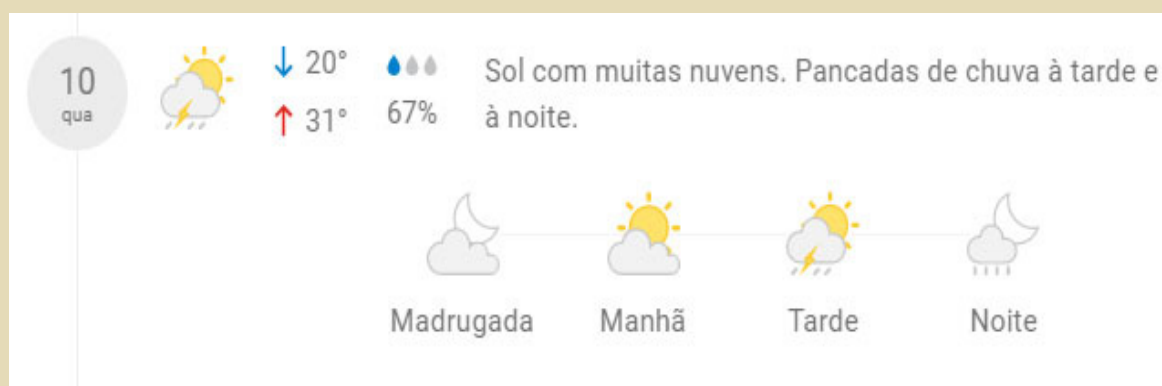 10
qua
↓ 20°
↑ 31°
67%
Sol com muitas nuvens. Pancadas de chuva à tarde e
à noite.
Madrugada Manhã Tarde Noite